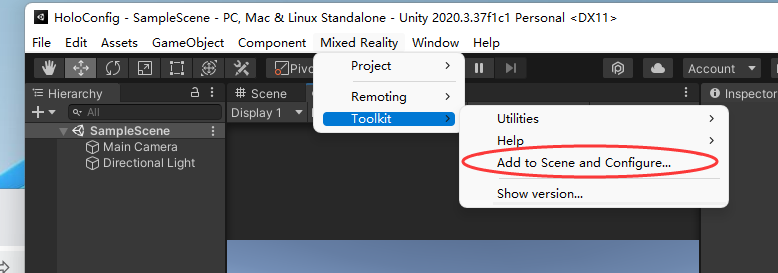 HoloConfig - SampleScene - PC, Mac & Linux Standalone - Unity 2020.3.37f1c1 Personal <DX11>
File Edit Assets GameObject Component Mixed Reality Window Help
Pivo
Account
Project
Remoting
Toolkit
Utilities
Help
Add to Scene and Configure...
Show version...
Hierarchy
All
SampleScene
Main Camera
Directional Light
Scene
Display 1
Inspector